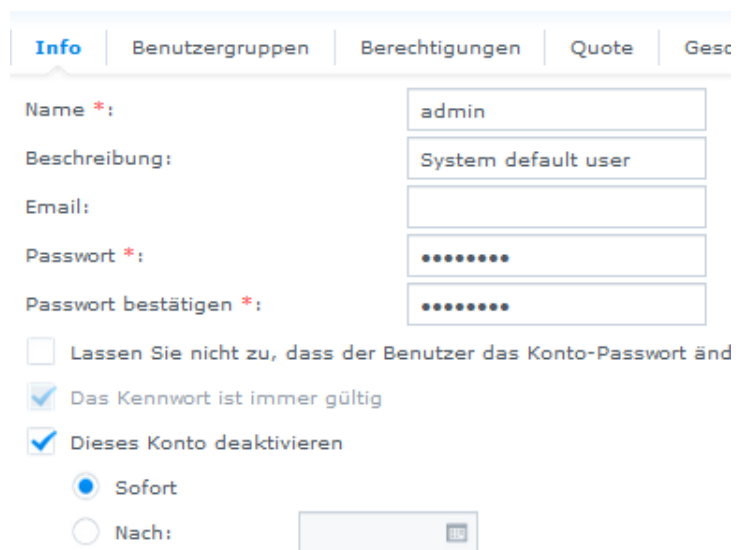 Info Benutzergruppen Berechtigungen Quote
Name *: admin
Beschreibung: System default user
Email:
Passwort *: ••••••••
Passwort bestätigen *: ••••••••
Lassen Sie nicht zu, dass der Benutzer das Konto-Passwort
Das Kennwort ist immer gültig
Dieses Konto deaktivieren
Sofort
Nach: